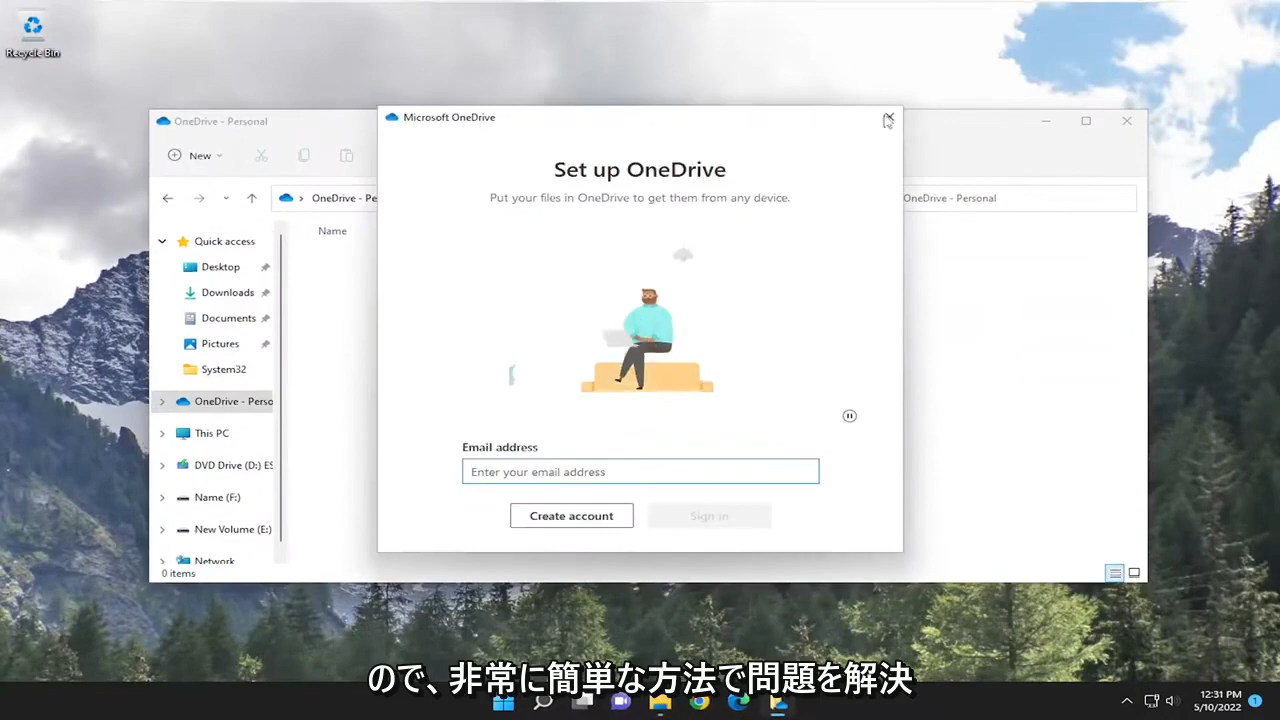 Recycle Bin
OneDrive - Personal
New
OneDrive - Pe
OneDrive - Personal
Name
Quick access
Desktop
Downloads
Documents
Pictures
System32
OneDrive - Perso
This PC
DVD Drive (D:) ES
Name (F:)
New Volume (E:)
Network
0 items
Microsoft OneDrive
Set up OneDrive
Put your files in OneDrive to get them from any device.
Email address
Enter your email address
Create account
Sign in
ので、非常に簡単な方法で問題を解決
12:31 PM
5/10/2022
1